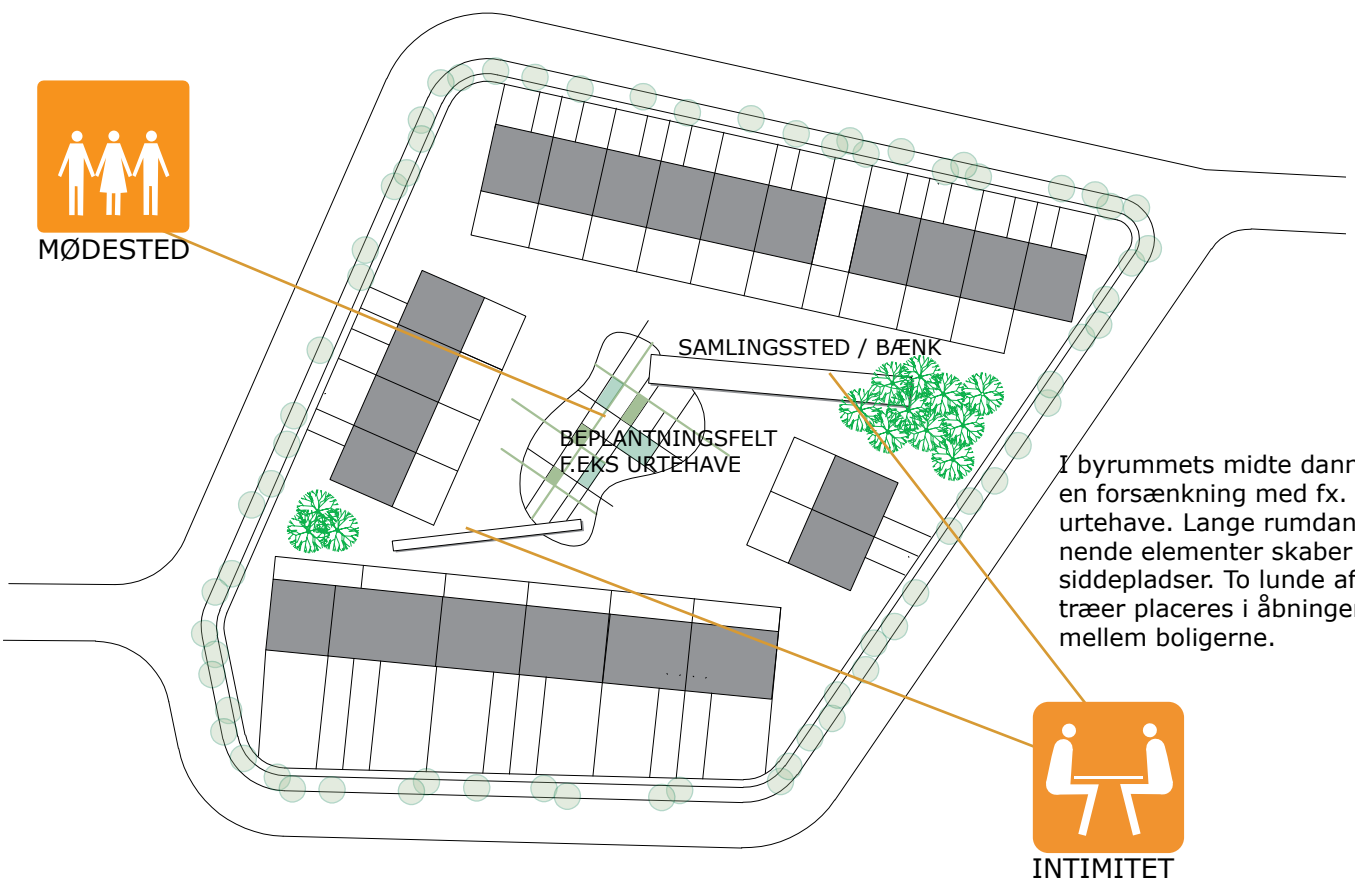 MØDESTED
SAMLINGSSTED / BÆNK
BEPLANTNINGSFELT
F.EKS URTEHAVE
I byrummets midte dann
en forsænkning med fx.
urtehave. Lange rumdan
nende elementer skaber
siddepladser. To lunde af
træer placeres i åbninger
mellem boligerne.
INTIMITET